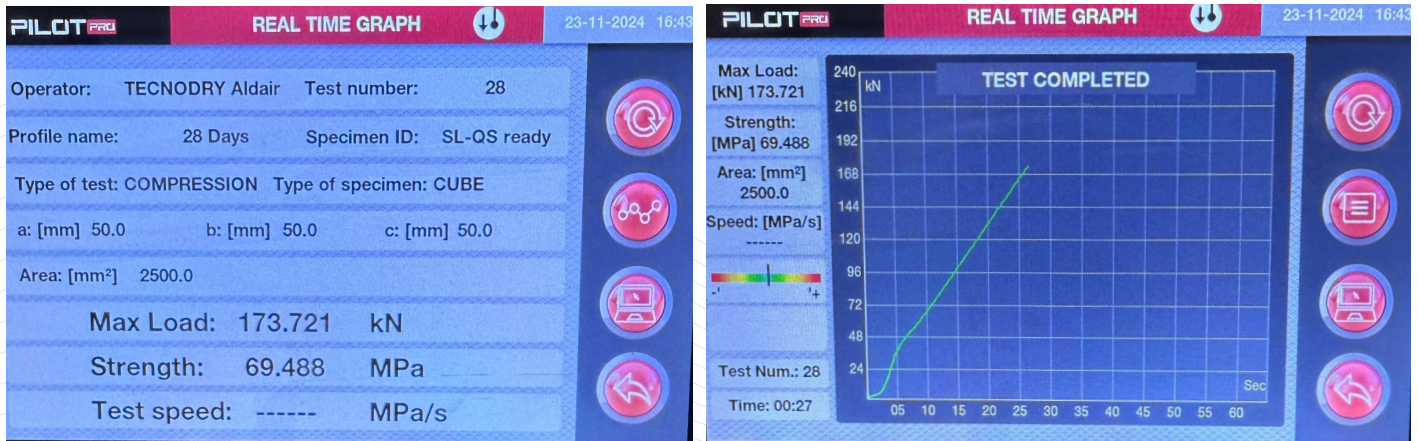 PILOT PRO REAL TIME GRAPH 23-11-2024 16:43
Operator: TECNODRY Aldair Test number: 28
Profile name: 28 Days Specimen ID: SL-QS ready
Type of test: COMPRESSION Type of specimen: CUBE
a: [mm] 50.0 b: [mm] 50.0 c: [mm] 50.0
Area: [mm²] 2500.0
Max Load: 173.721 kN
Strength: 69.488 MPa
Test speed: ------ MPa/s
PILOT PRO REAL TIME GRAPH 23-11-2024 16:43
Max Load:
[kN] 173.721
Strength:
[MPa] 69.488
Area: [mm²]
2500.0
Speed: [MPa/s]
------
- +
Test Num.: 28
Time: 00:27
TEST COMPLETED
kN
240
216
192
168
144
120
96
72
48
24
Sec
05 10 15 20 25 30 35 40 45 50 55 60